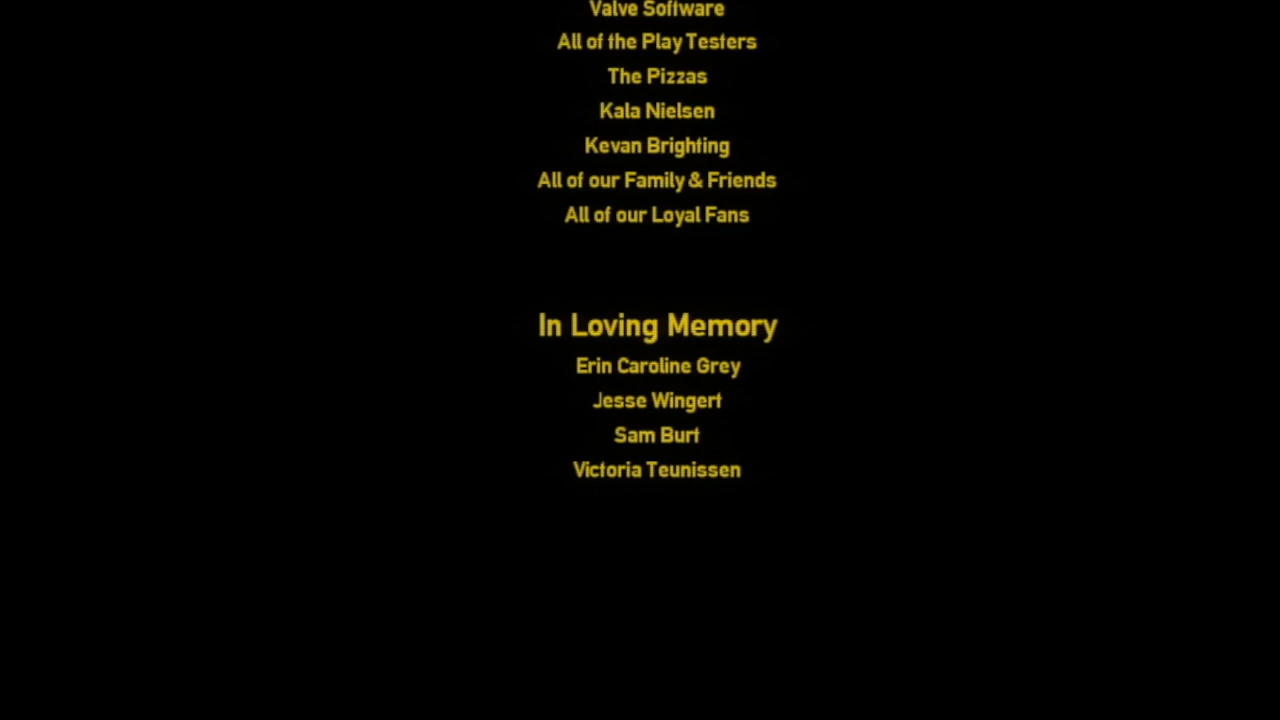 Valve Software
All of the Play Testers
The Pizzas
Kala Nielsen
Kevan Brighting
All of our Family & Friends
All of our Loyal Fans
In Loving Memory
Erin Caroline Grey
Jesse Wingert
Sam Burt
Victoria Teunissen